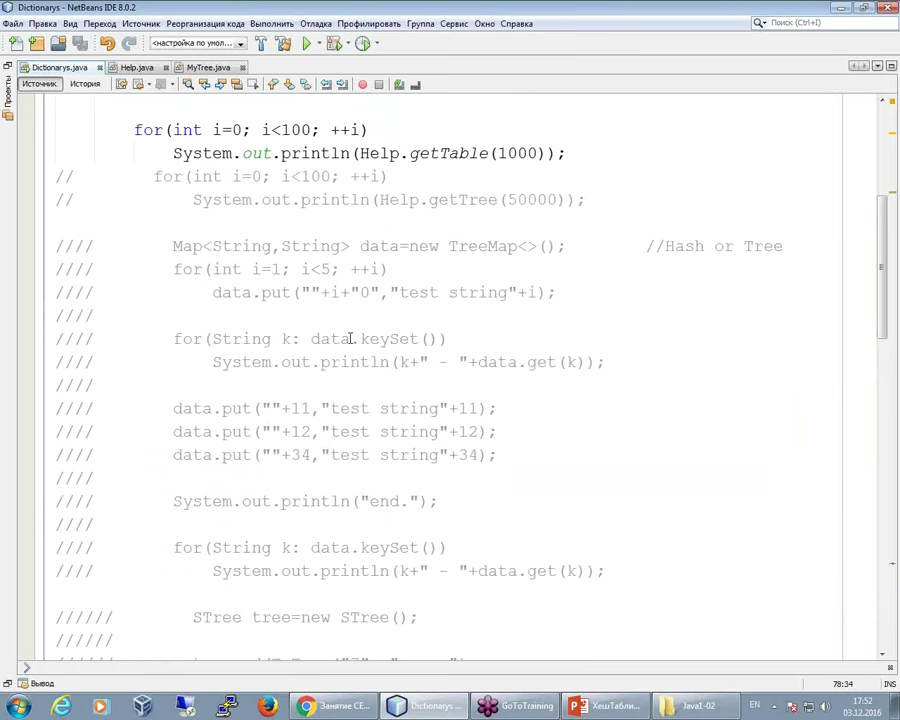 Dictionarys - NetBeans IDE 8.0.2
Файл Правка Вид Переход Источник Реорганизация кода Выполнить Отладка Профилировать Группа Сервис Окно Справка
Поиск (Ctrl+I)
<настройка по умол...
Dictionarys.java Help.java MyTree.java
Проекты
Источник История
for(int i=0; i<100; ++i)
System.out.println(Help.getTable(1000));
// for(int i=0; i<100; ++i)
// System.out.println(Help.getTree(50000));
//// Map<String,String> data=new TreeMap<>(); //Hash or Tree
//// for(int i=1; i<5; ++i)
//// data.put(""+i+"0","test string"+i);
////
//// for(String k: data.keySet())
//// System.out.println(k+" - "+data.get(k));
////
//// data.put(""+11,"test string"+11);
//// data.put(""+12,"test string"+12);
//// data.put(""+34,"test string"+34);
////
//// System.out.println("end.");
////
//// for(String k: data.keySet())
//// System.out.println(k+" - "+data.get(k));
////// STree tree=new STree();
//////
Вывод
78:34 INS
Занятие CE... Dictionarys ... GoToTraining ХешТабли... Java1-02 EN 17:52
03.12.2016